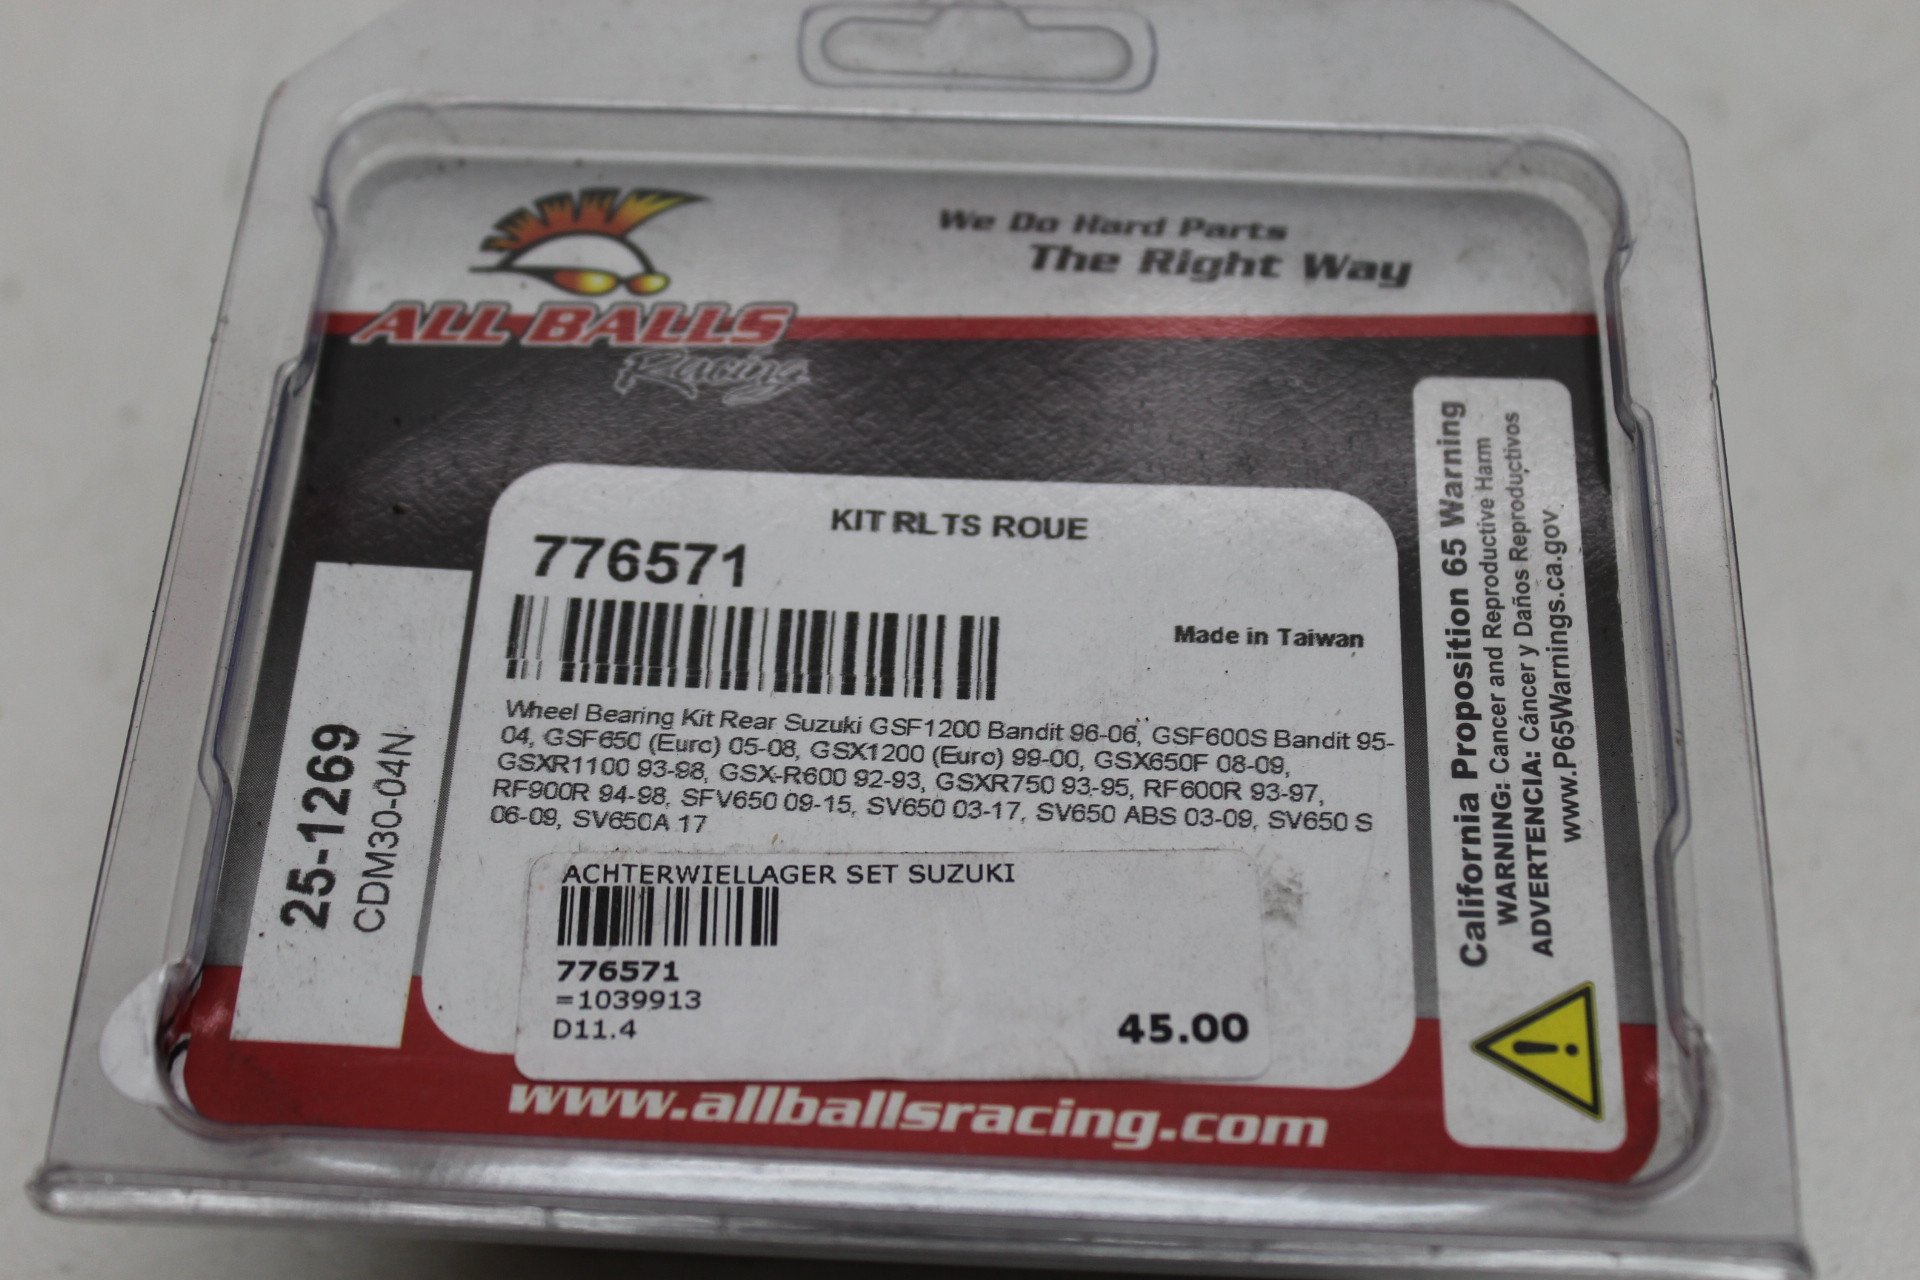 We Do Hard Parts
The Right Way
ALL BALLS
Racing
KIT RLTS ROUE
776571
Made in Taiwan
Wheel Bearing Kit Rear Suzuki GSF1200 Bandit 96-06, GSF600S Bandit 95-
04, GSF650 (Euro) 05-08, GSX1200 (Euro) 99-00, GSX650F 08-09,
GSXR1100 93-98, GSX-R600 92-93, GSXR750 93-95, RF600R 93-97,
RF900R 94-98, SFV650 09-15, SV650 03-17, SV650 ABS 03-09, SV650 S
06-09, SV650A 17
ACHTERWIELLAGER SET SUZUKI
776571
=1039913
D11.4
45.00
www.allballsracing.com
25-1269
CDM30-04N
California Proposition 65 Warning
WARNING: Cancer and Reproductive Harm
ADVERTENCIA: Cáncer y Daños Reproductivos
www.P65Warnings.ca.gov